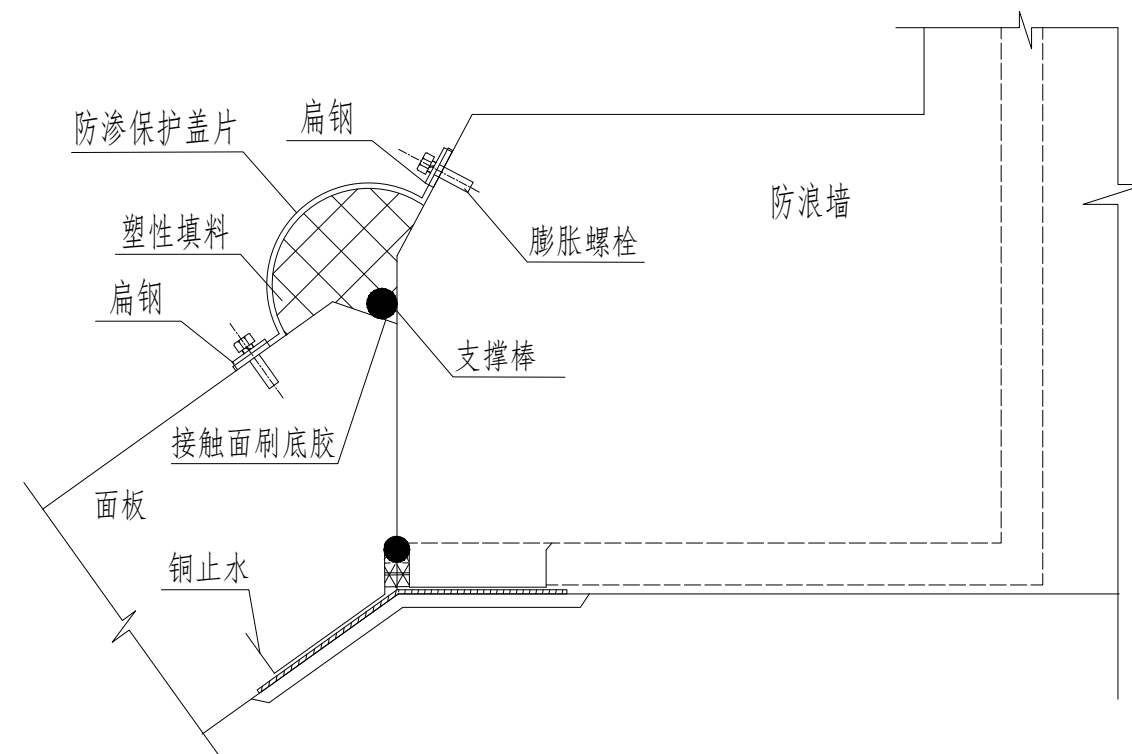 扁钢
防渗保护盖片
防浪墙
塑性填料
膨胀螺栓
扁钢
支撑棒
接触面刷底胶
面板
铜止水